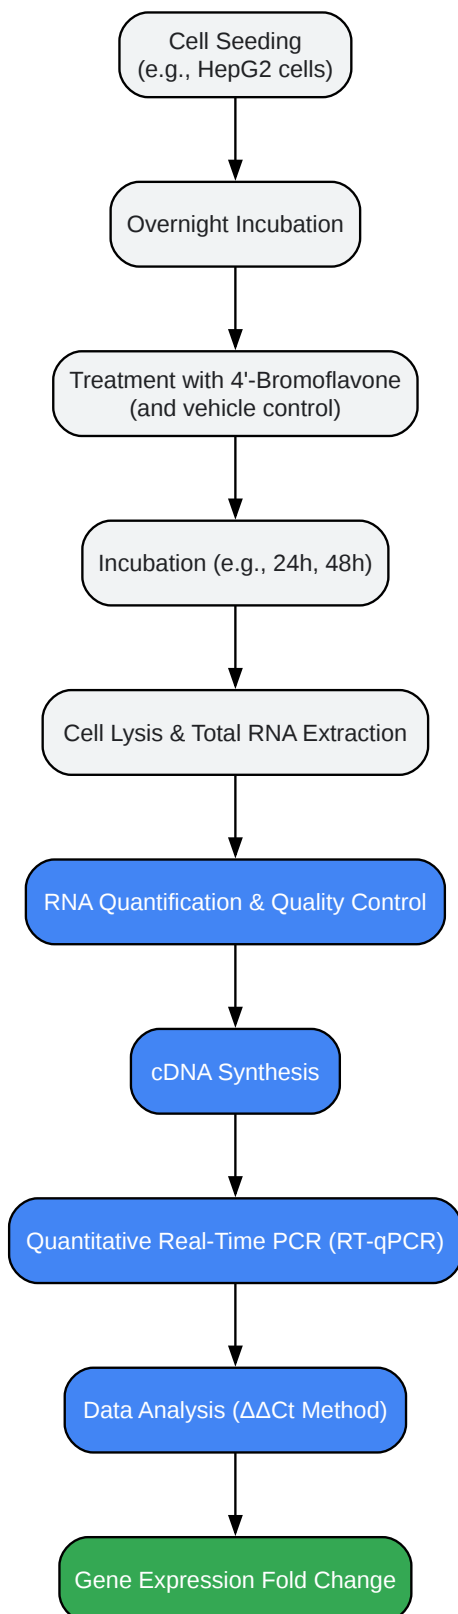 Cell Seeding
(e.g., HepG2 cells)
Overnight Incubation
Treatment with 4'-Bromoflavone
(and vehicle control)
Incubation (e.g., 24h, 48h)
Cell Lysis & Total RNA Extraction
RNA Quantification & Quality Control
cDNA Synthesis
Quantitative Real-Time PCR (RT-qPCR)
Data Analysis (ΔΔCt Method)
Gene Expression Fold Change